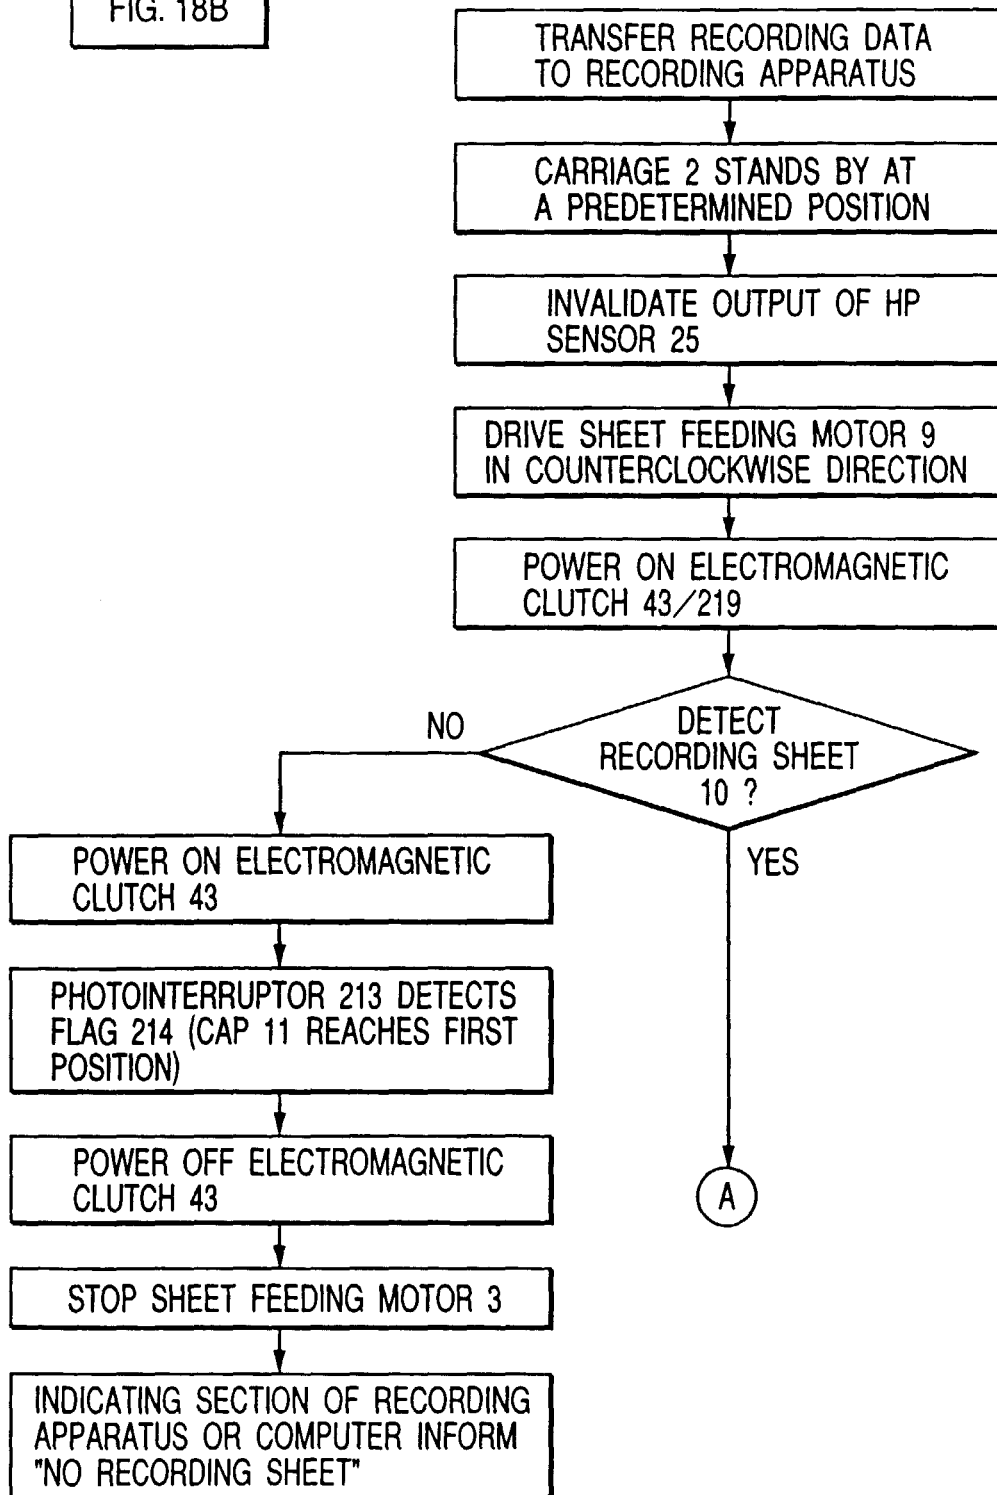 FIG. 18B
TRANSFER RECORDING DATA
TO RECORDING APPARATUS
CARRIAGE 2 STANDS BY AT
A PREDETERMINED POSITION
INVALIDATE OUTPUT OF HP
SENSOR 25
DRIVE SHEET FEEDING MOTOR 9
IN COUNTERCLOCKWISE DIRECTION
POWER ON ELECTROMAGNETIC
CLUTCH 43/219
DETECT
RECORDING SHEET
10 ?
NO
YES
POWER ON ELECTROMAGNETIC
CLUTCH 43
PHOTOINTERRUPTOR 213 DETECTS
FLAG 214 (CAP 11 REACHES FIRST
POSITION)
POWER OFF ELECTROMAGNETIC
CLUTCH 43
A
STOP SHEET FEEDING MOTOR 3
INDICATING SECTION OF RECORDING
APPARATUS OR COMPUTER INFORM
"NO RECORDING SHEET"